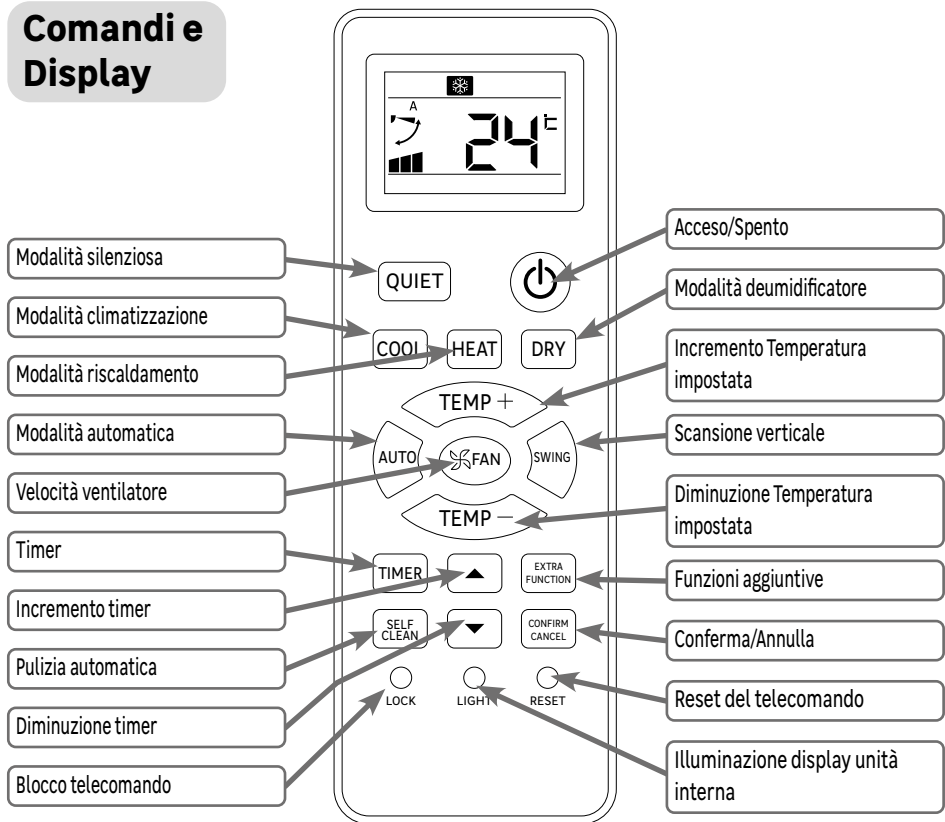 Comandi e
Display
A
24 °C
Modalità silenziosa
Modalità climatizzazione
Modalità riscaldamento
Modalità automatica
Velocità ventilatore
Timer
Incremento timer
Pulizia automatica
Diminuzione timer
Blocco telecomando
QUIET
COOL
HEAT
DRY
TEMP +
AUTO
FAN
SWING
TEMP −
TIMER
EXTRA
FUNCTION
SELF
CLEAN
CONFIRM
CANCEL
LOCK
LIGHT
RESET
Acceso/Spento
Modalità deumidificatore
Incremento Temperatura
impostata
Scansione verticale
Diminuzione Temperatura
impostata
Funzioni aggiuntive
Conferma/Annulla
Reset del telecomando
Illuminazione display unità
interna